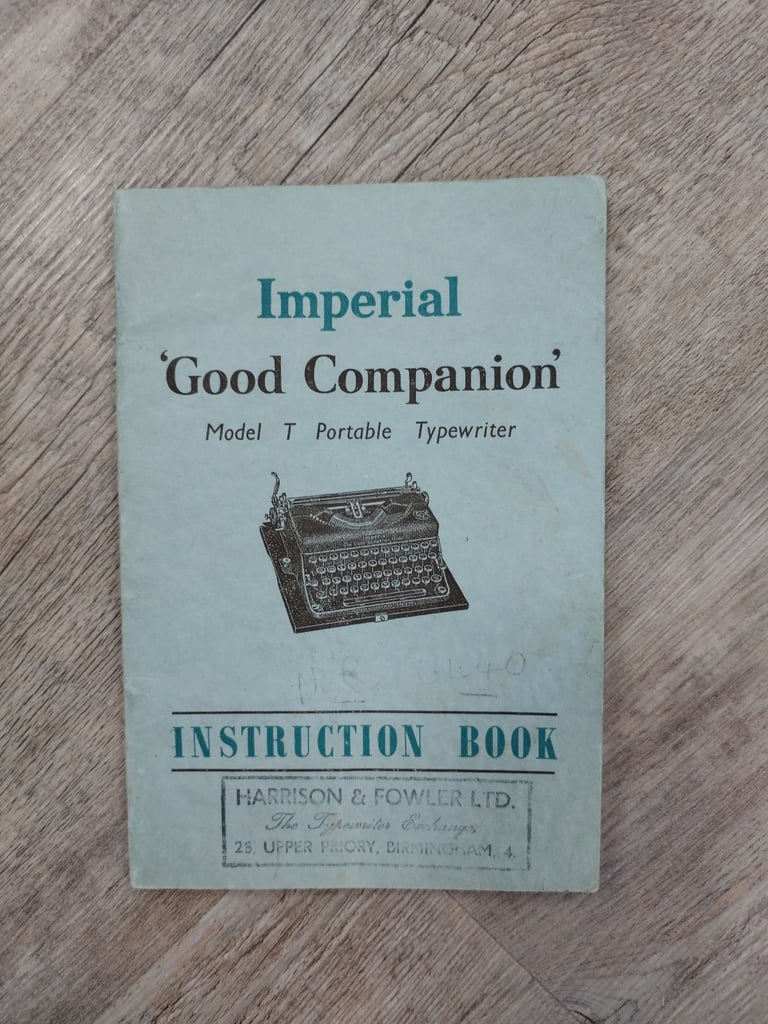 Imperial
‘Good Companion’
Model T Portable Typewriter
INSTRUCTION BOOK
HARRISON & FOWLER LTD.
The Typewriter Exchange,
28, UPPER PRIORY, BIRMINGHAM, 4.